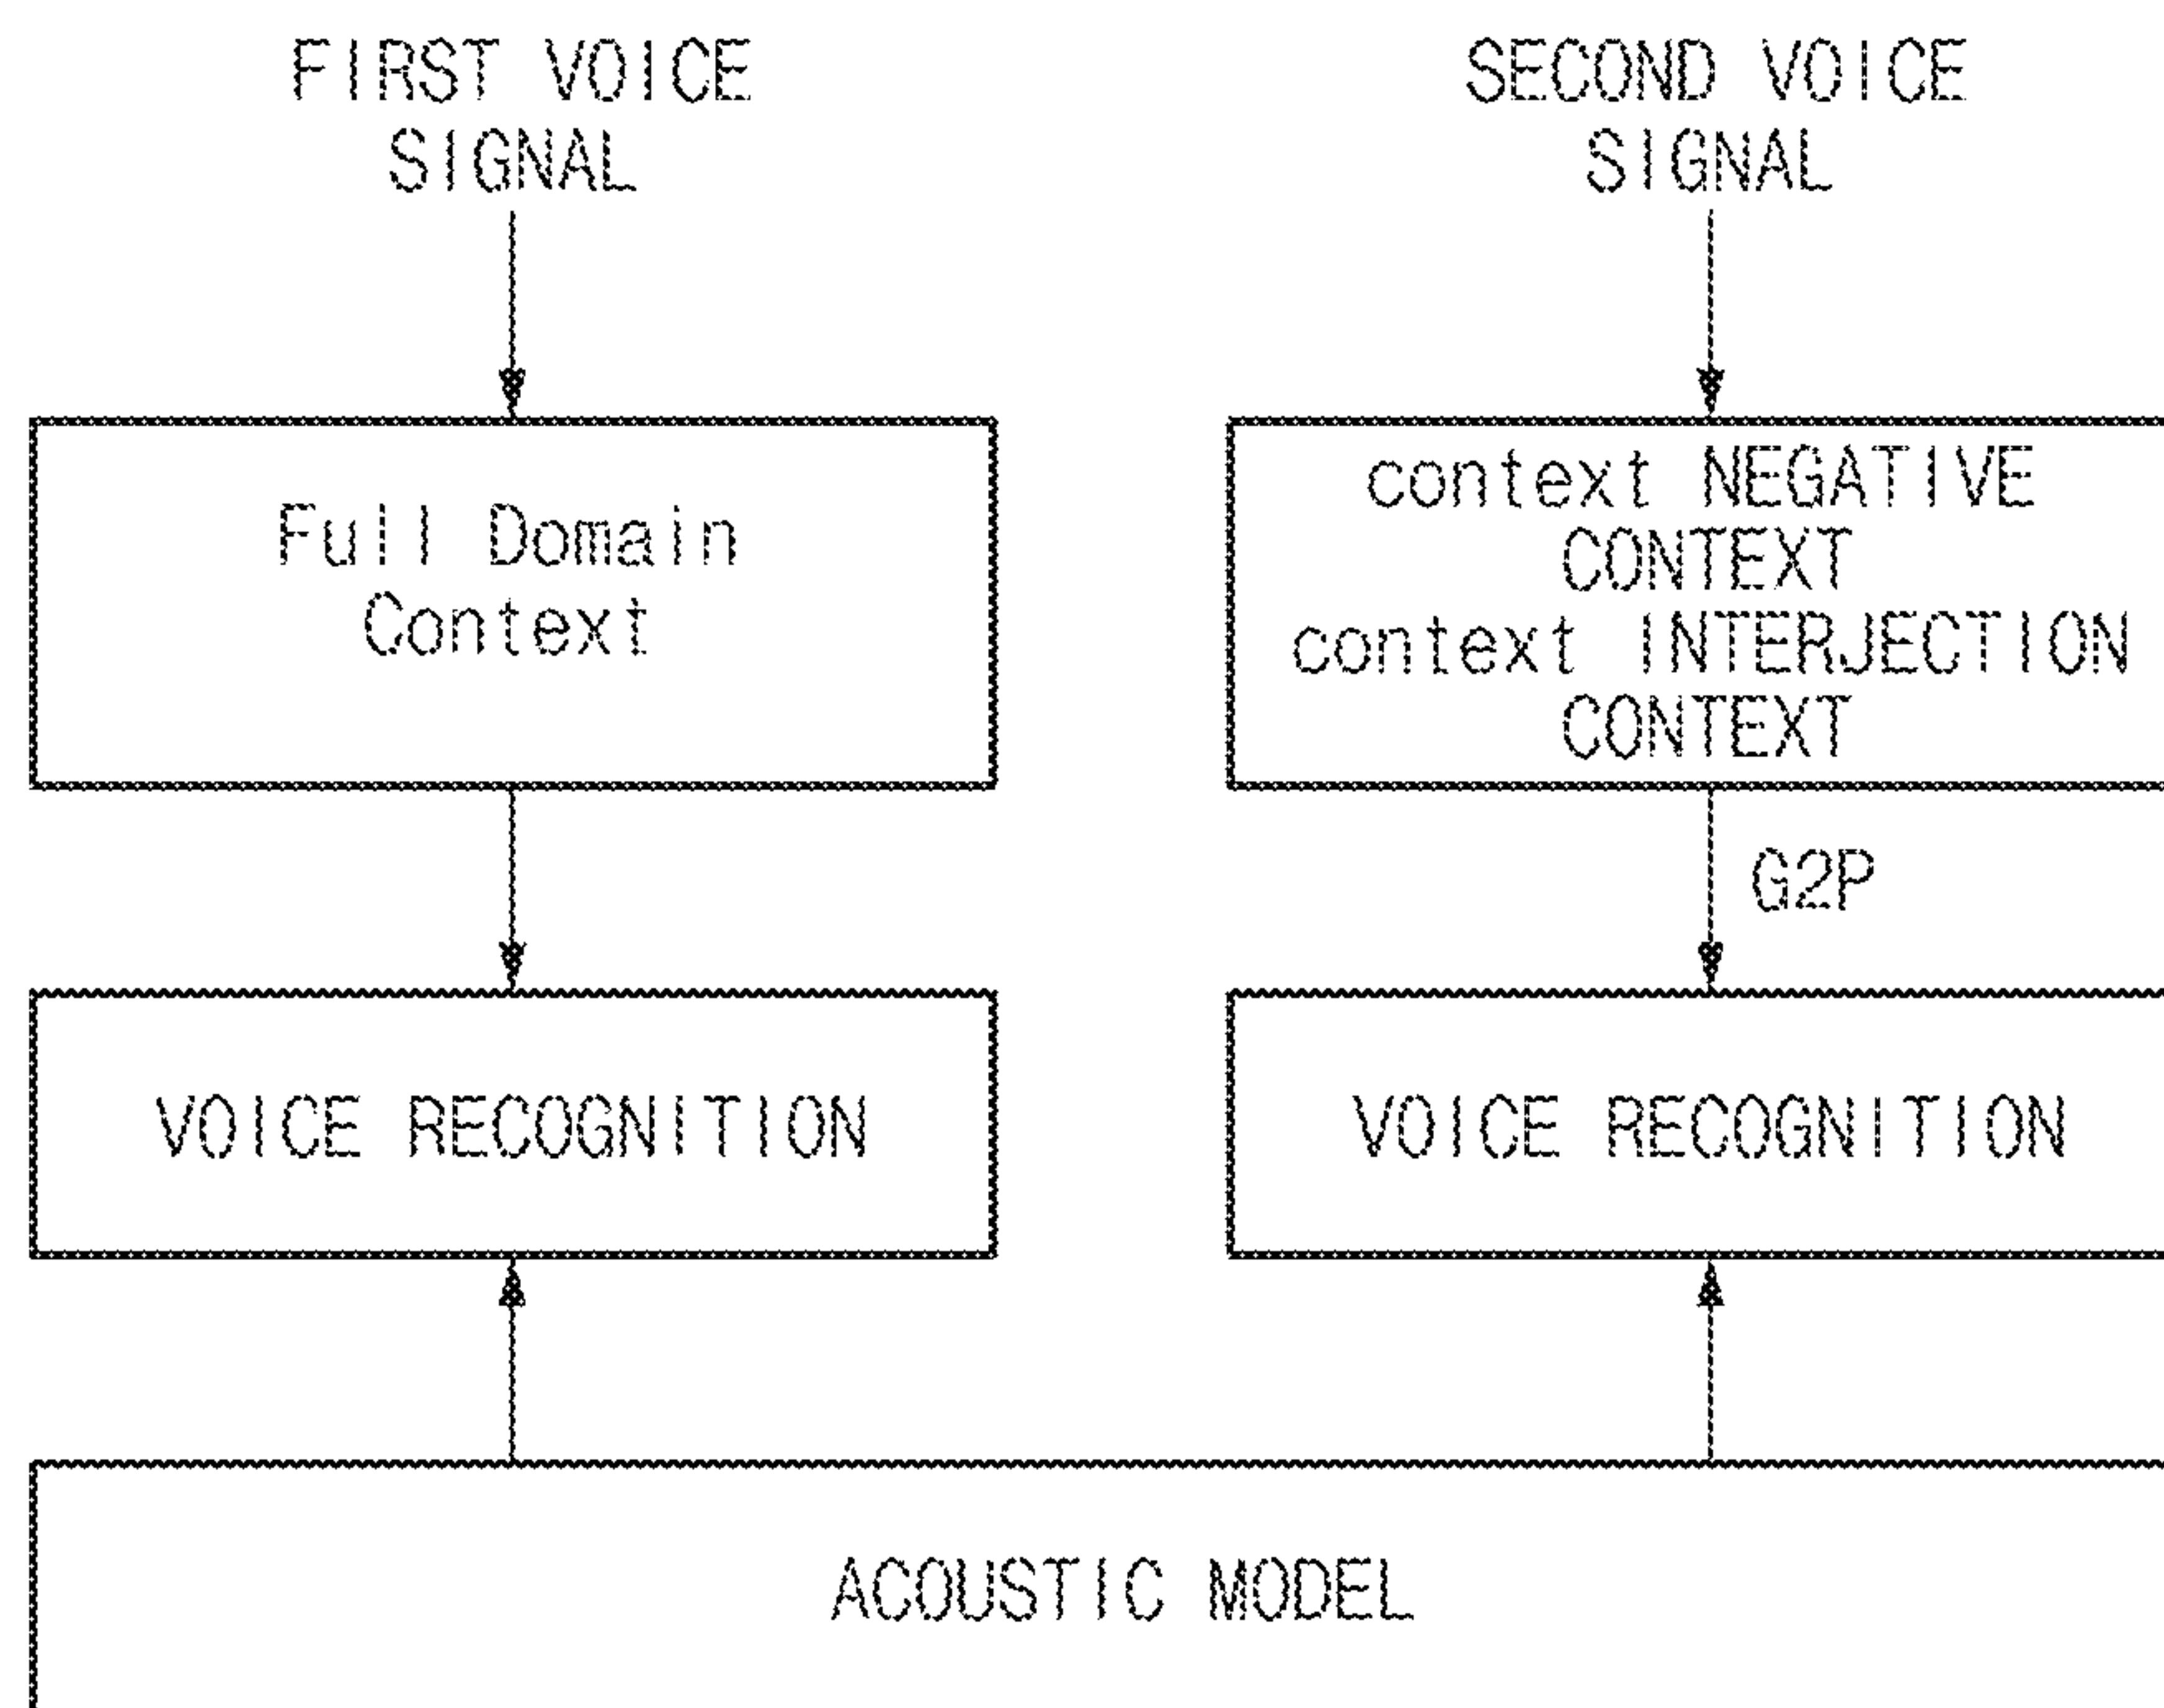 FIRST VOICE
SIGNAL
SECOND VOICE
SIGNAL
Full Domain
Context
context NEGATIVE
CONTEXT
context INTERJECTION
CONTEXT
G2P
VOICE RECOGNITION
VOICE RECOGNITION
ACOUSTIC MODEL